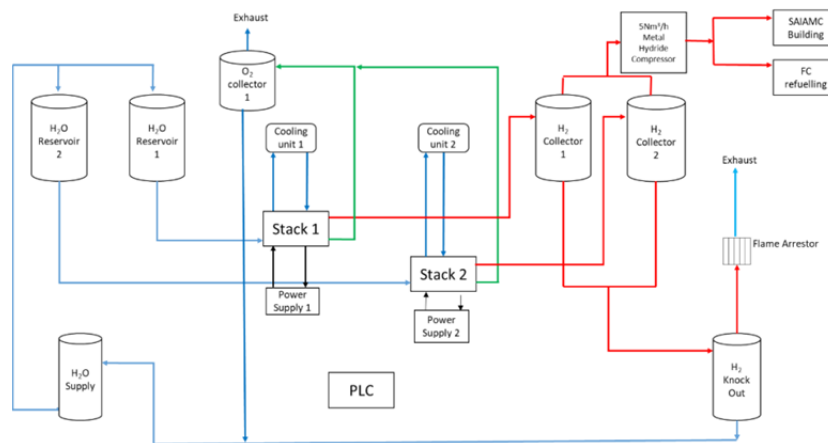 Exhaust
O₂
collector
1
5Nm³/h
Metal
Hydride
Compressor
SAIAMC
Building
FC
refuelling
H₂O
Reservoir
2
H₂O
Reservoir
1
Cooling
unit 1
Cooling
unit 2
H₂
Collector
1
H₂
Collector
2
Exhaust
Flame Arrestor
Stack 1
Stack 2
Power
Supply 1
Power
Supply 2
H₂O
Supply
PLC
H₂
Knock
Out